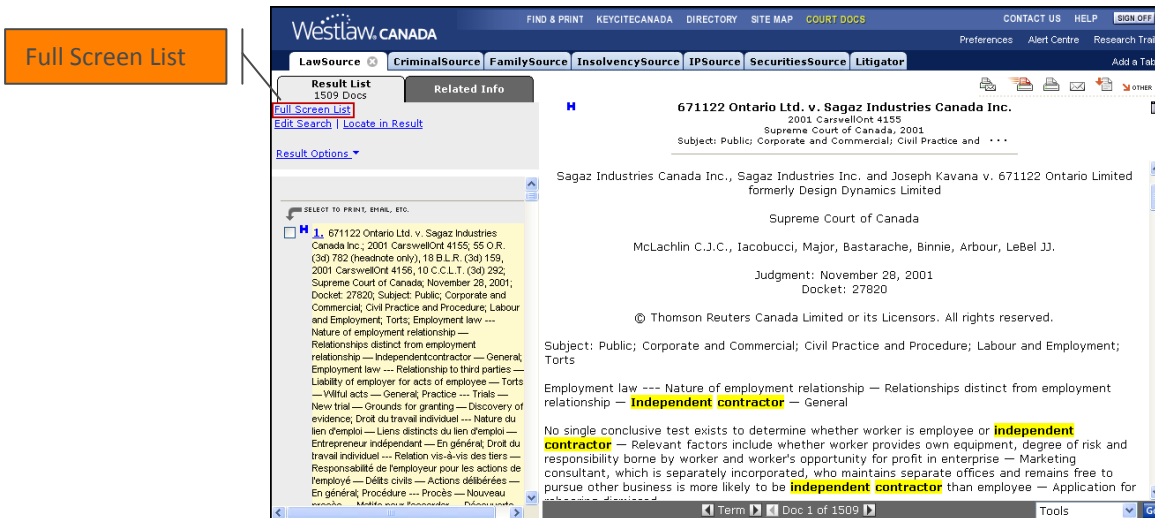 Full Screen List
Westlaw. CANADA
FIND & PRINT KEYCITECANADA DIRECTORY SITE MAP COURT DOCS
CONTACT US HELP SIGN OFF
Preferences Alert Centre Research Trail
LawSource CriminalSource FamilySource InsolvencySource IPSource SecuritiesSource Litigator
Add a Tab
Result List
1509 Docs
Related Info
Full Screen List
Edit Search | Locate in Result
Result Options
SELECT TO PRINT, EMAIL, ETC.
H 1. 671122 Ontario Ltd. v. Sagaz Industries
Canada Inc.; 2001 CarswellOnt 4155; 55 O.R.
(3d) 782 (headnote only), 18 B.L.R. (3d) 159,
2001 CarswellOnt 4156, 10 C.C.L.T. (3d) 292;
Supreme Court of Canada; November 28, 2001;
Docket: 27820; Subject: Public; Corporate and
Commercial; Civil Practice and Procedure; Labour
and Employment; Torts; Employment law ---
Nature of employment relationship —
Relationships distinct from employment
relationship — Independentcontractor — General;
Employment law --- Relationship to third parties —
Liability of employer for acts of employee — Torts
— Wilful acts — General; Practice --- Trials —
New trial — Grounds for granting — Discovery of
evidence; Droit du travail individuel --- Nature du
lien d'emploi — Liens distincts du lien d'emploi —
Entrepreneur indépendant — En général; Droit du
travail individuel --- Relation vis-à-vis des tiers —
Responsabilité de l'employeur pour les actions de
l'employé — Délits civils — Actions délibérées —
En général; Procédure --- Procès — Nouveau
OTHER
H 671122 Ontario Ltd. v. Sagaz Industries Canada Inc.
2001 CarswellOnt 4155
Supreme Court of Canada, 2001
Subject: Public; Corporate and Commercial; Civil Practice and ···
Sagaz Industries Canada Inc., Sagaz Industries Inc. and Joseph Kavana v. 671122 Ontario Limited
formerly Design Dynamics Limited
Supreme Court of Canada
McLachlin C.J.C., Iacobucci, Major, Bastarache, Binnie, Arbour, LeBel JJ.
Judgment: November 28, 2001
Docket: 27820
© Thomson Reuters Canada Limited or its Licensors. All rights reserved.
Subject: Public; Corporate and Commercial; Civil Practice and Procedure; Labour and Employment;
Torts
Employment law --- Nature of employment relationship — Relationships distinct from employment
relationship — Independent contractor — General
No single conclusive test exists to determine whether worker is employee or independent
contractor — Relevant factors include whether worker provides own equipment, degree of risk and
responsibility borne by worker and worker's opportunity for profit in enterprise — Marketing
consultant, which is separately incorporated, who maintains separate offices and remains free to
pursue other business is more likely to be independent contractor than employee — Application for
Term Doc 1 of 1509
Tools